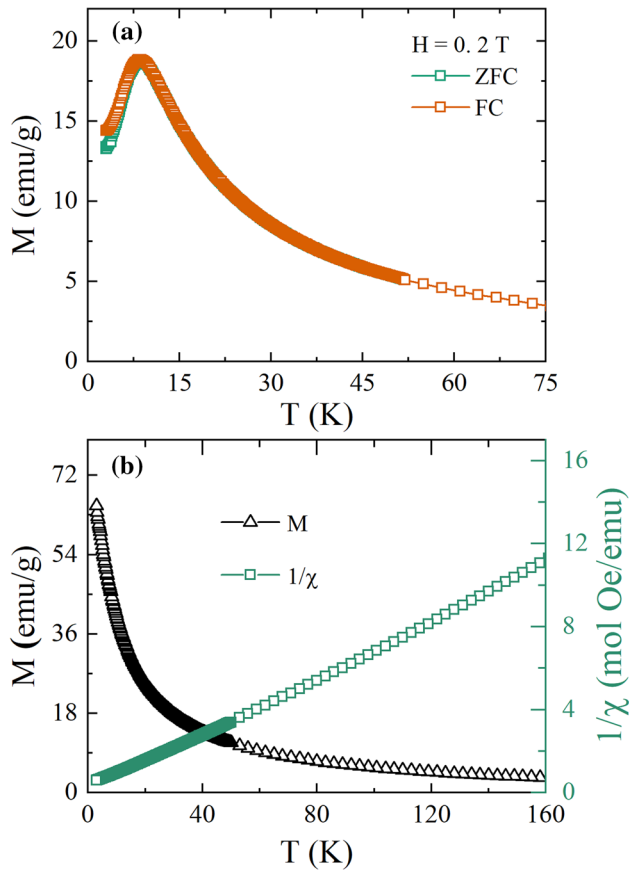 (a)
H = 0. 2 T
ZFC
FC
M (emu/g)
20
15
10
5
0
0 15 30 45 60 75
T (K)
(b)
M
1/χ
M (emu/g)
72
54
36
18
0
16
12
8
4
0
1/χ (mol Oe/emu)
0 40 80 120 160
T (K)